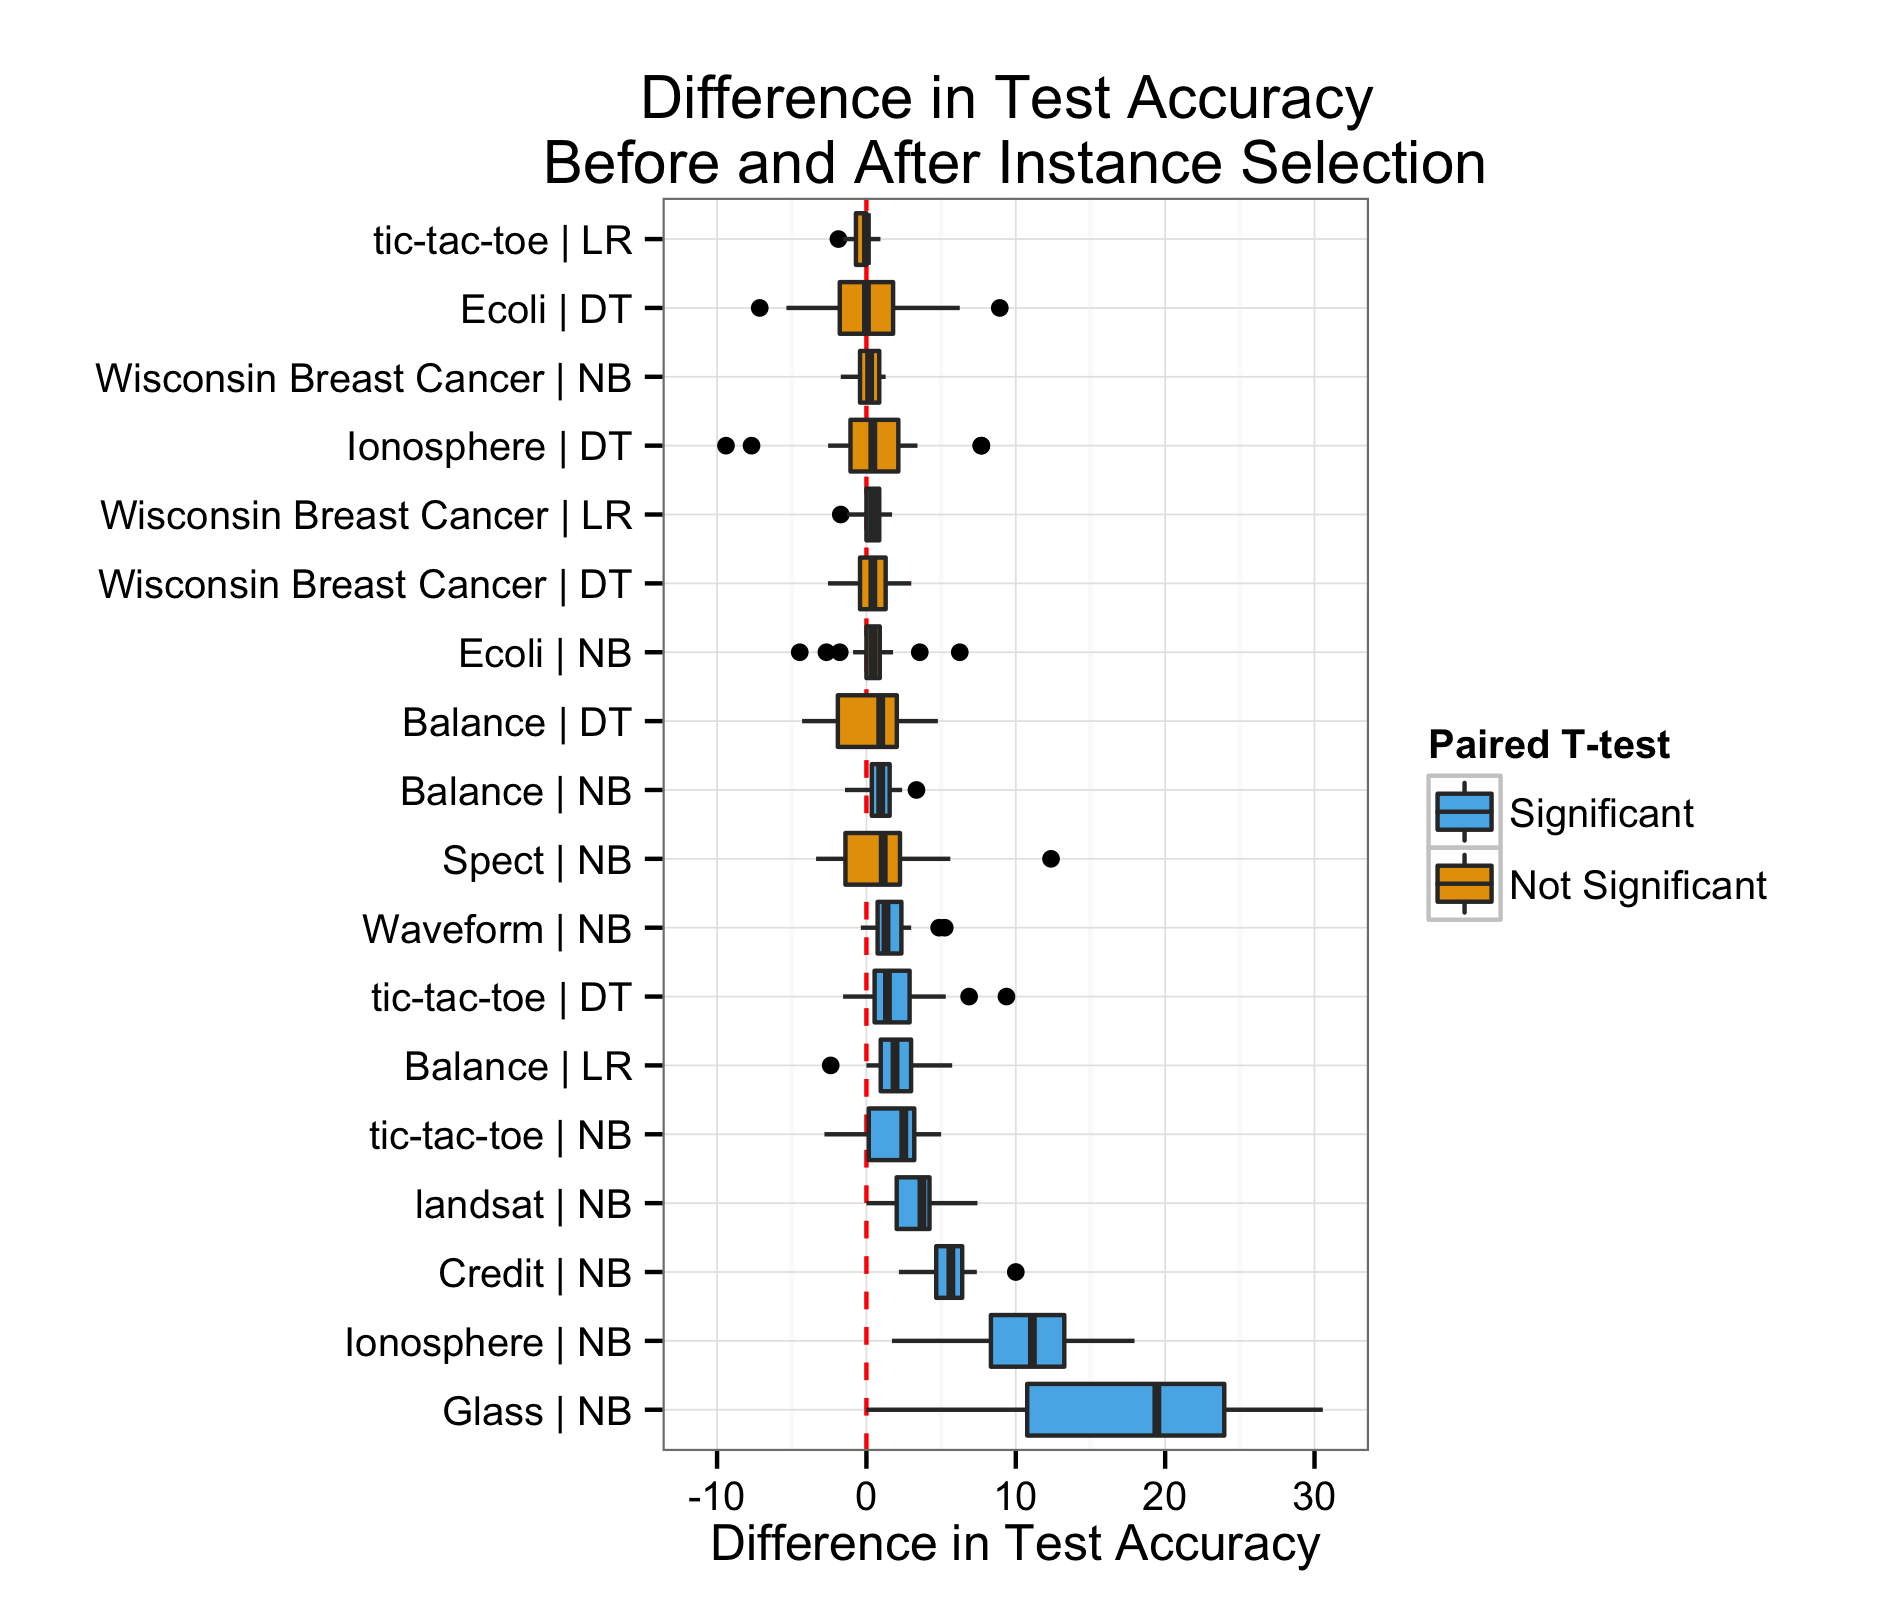 Difference in Test Accuracy
Before and After Instance Selection
tic-tac-toe | LR
Ecoli | DT
Wisconsin Breast Cancer | NB
Ionosphere | DT
Wisconsin Breast Cancer | LR
Wisconsin Breast Cancer | DT
Ecoli | NB
Balance | DT
Balance | NB
Spect | NB
Waveform | NB
tic-tac-toe | DT
Balance | LR
tic-tac-toe | NB
landsat | NB
Credit | NB
Ionosphere | NB
Glass | NB
-10 0 10 20 30
Difference in Test Accuracy
Paired T-test
Significant
Not Significant